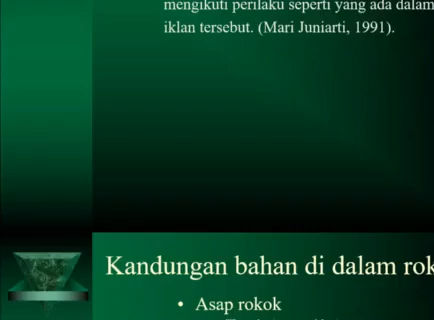 mengikuti perilaku seperti yang ada dalam
iklan tersebut. (Mari Juniarti, 1991).
Kandungan bahan di dalam rok
• Asap rokok